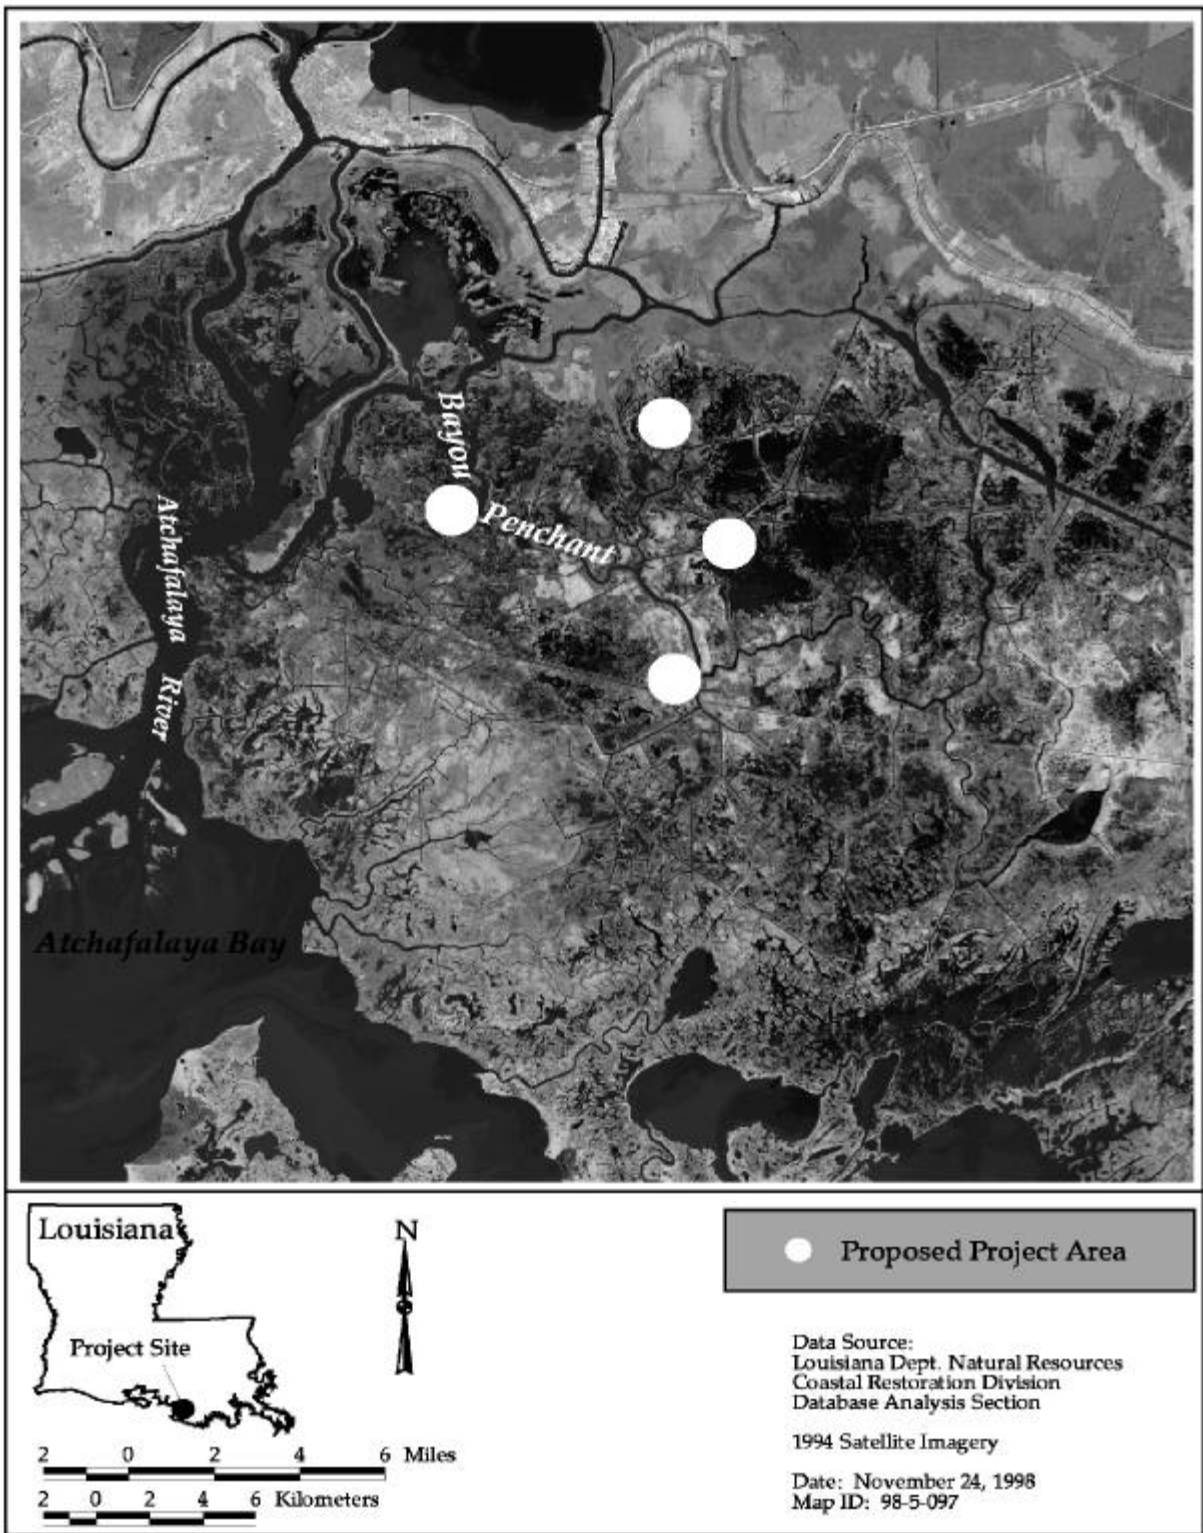 Bayou
Penchant
Atchafalaya
River
Atchafalaya Bay
Louisiana
Project Site
N
2 0 2 4 6 Miles
2 0 2 4 6 Kilometers
Proposed Project Area
Data Source:
Louisiana Dept. Natural Resources
Coastal Restoration Division
Database Analysis Section
1994 Satellite Imagery
Date: November 24, 1998
Map ID: 98-5-097